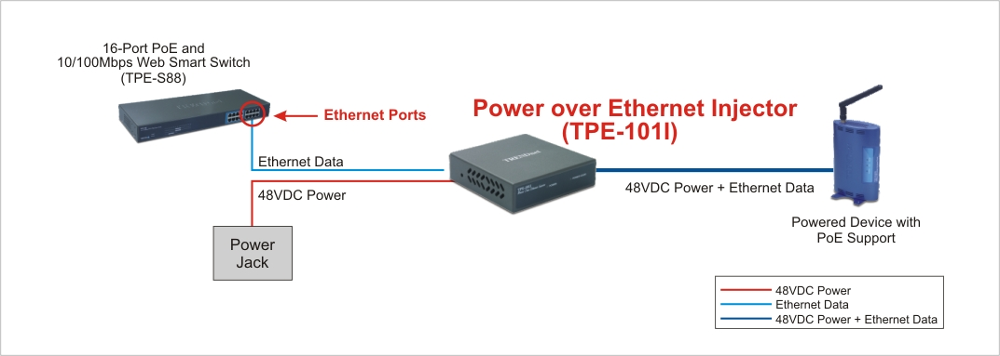 16-Port PoE and
10/100Mbps Web Smart Switch
(TPE-S88)
Ethernet Ports
Power over Ethernet Injector
(TPE-101I)
TRENDnet
Ethernet Data
48VDC Power
48VDC Power + Ethernet Data
Power
Jack
Powered Device with
PoE Support
48VDC Power
Ethernet Data
48VDC Power + Ethernet Data